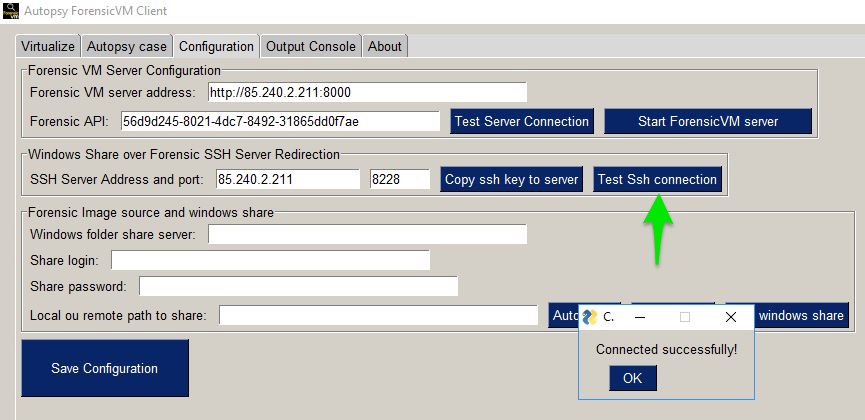 Autopsy ForensicVM Client
Virtualize Autopsy case Configuration Output Console About
Forensic VM Server Configuration
Forensic VM server address: http://85.240.2.211:8000
Forensic API: 56d9d245-8021-4dc7-8492-31865dd0f7ae Test Server Connection Start ForensicVM server
Windows Share over Forensic SSH Server Redirection
SSH Server Address and port: 85.240.2.211 8228 Copy ssh key to server Test Ssh connection
Forensic Image source and windows share
Windows folder share server:
Share login:
Share password:
Local ou remote path to share: Auto windows share
C.
Connected successfully!
OK
Save Configuration